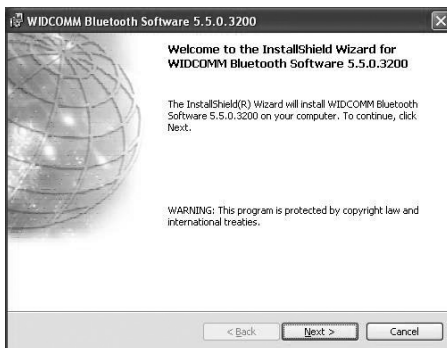 WIDCOMM Bluetooth Software 5.5.0.3200
Welcome to the InstallShield Wizard for
WIDCOMM Bluetooth Software 5.5.0.3200
The InstallShield(R) Wizard will install WIDCOMM Bluetooth
Software 5.5.0.3200 on your computer. To continue, click
Next.
WARNING: This program is protected by copyright law and
international treaties.
< Back Next > Cancel